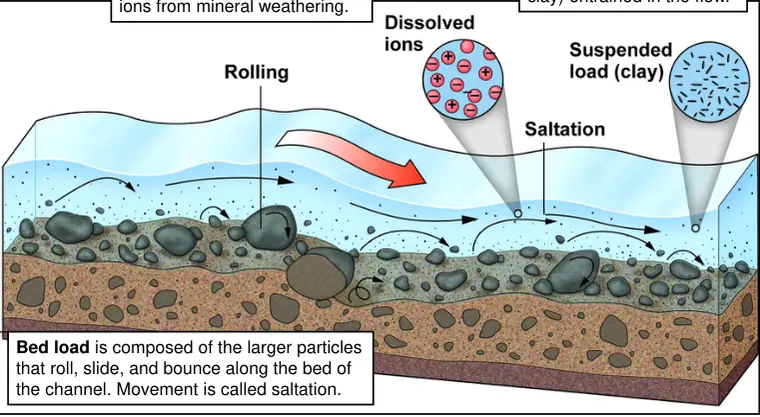 ions from mineral weathering.
clay) entrained in the flow.
Dissolved
ions
Suspended
load (clay)
Rolling
Saltation
Bed load is composed of the larger particles
that roll, slide, and bounce along the bed of
the channel. Movement is called saltation.